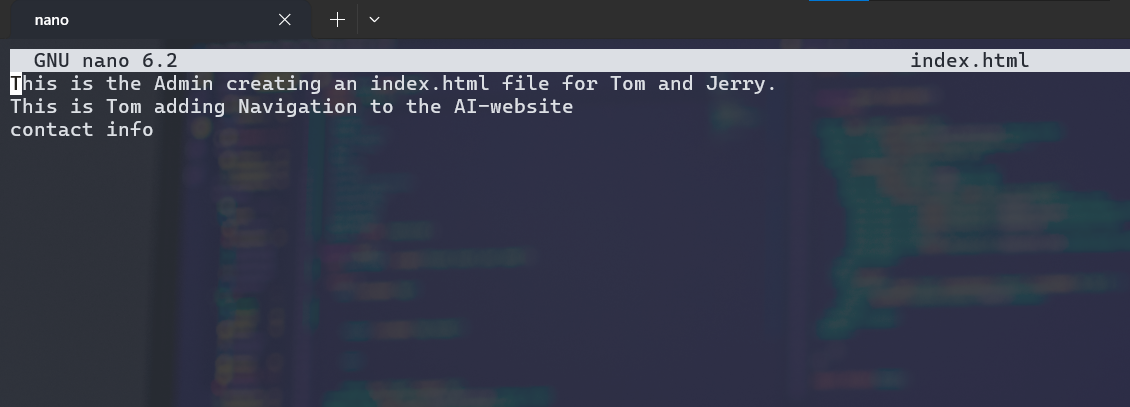 nano
GNU nano 6.2 index.html
This is the Admin creating an index.html file for Tom and Jerry.
This is Tom adding Navigation to the AI-website
contact info